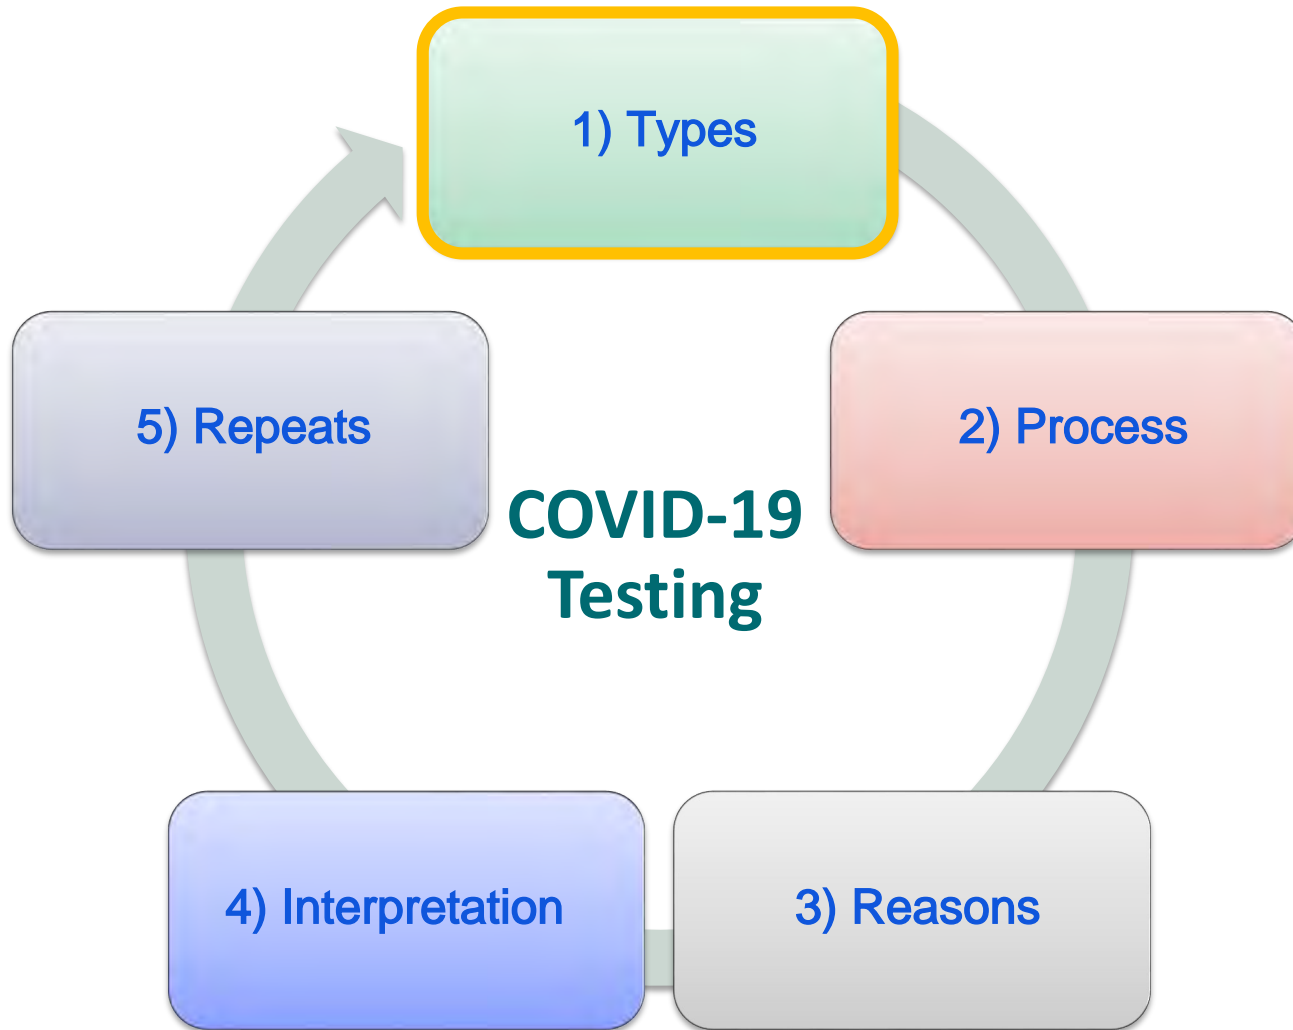 1) Types
2) Process
3) Reasons
4) Interpretation
5) Repeats
COVID-19
Testing